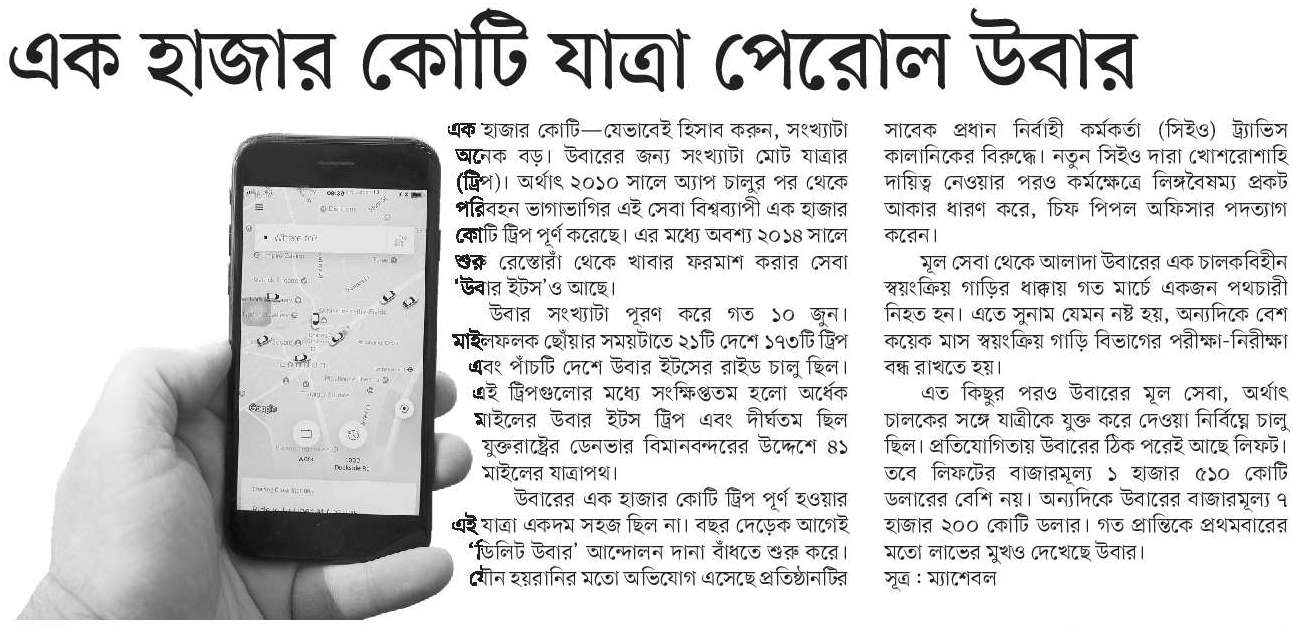 এক হাজার কোটি যাত্রা পেরোল উবার
এক হাজার কোটি—যেভাবেই হিসাব করুন, সংখ্যাটা
অনেক বড়। উবারের জন্য সংখ্যাটা মোট যাত্রার
(ট্রিপ)। অর্থাৎ ২০১০ সালে অ্যাপ চালুর পর থেকে
পরিবহন ভাগাভাগির এই সেবা বিশ্বব্যাপী এক হাজার
কোটি ট্রিপ পূর্ণ করেছে। এর মধ্যে অবশ্য ২০১৪ সালে
শুরু রেস্তোরাঁ থেকে খাবার ফরমাশ করার সেবা
‘উবার ইটস’ও আছে।
উবার সংখ্যাটা পূরণ করে গত ১০ জুন।
মাইলফলক ছোঁয়ার সময়টাতে ২১টি দেশে ১৭৩টি ট্রিপ
এবং পাঁচটি দেশে উবার ইটসের রাইড চালু ছিল।
এই ট্রিপগুলোর মধ্যে সংক্ষিপ্ততম হলো অর্ধেক
মাইলের উবার ইটস ট্রিপ এবং দীর্ঘতম ছিল
যুক্তরাষ্ট্রের ডেনভার বিমানবন্দরের উদ্দেশে ৪১
মাইলের যাত্রাপথ।
উবারের এক হাজার কোটি ট্রিপ পূর্ণ হওয়ার
এই যাত্রা একদম সহজ ছিল না। বছর দেড়েক আগেই
‘ডিলিট উবার’ আন্দোলন দানা বাঁধতে শুরু করে।
যৌন হয়রানির মতো অভিযোগ এসেছে প্রতিষ্ঠানটির
সাবেক প্রধান নির্বাহী কর্মকর্তা (সিইও) ট্র্যাভিস
কালানিকের বিরুদ্ধে। নতুন সিইও দারা খোশরোশাহি
দায়িত্ব নেওয়ার পরও কর্মক্ষেত্রে লিঙ্গবৈষম্য প্রকট
আকার ধারণ করে, চিফ পিপল অফিসার পদত্যাগ
করেন।
মূল সেবা থেকে আলাদা উবারের এক চালকবিহীন
স্বয়ংক্রিয় গাড়ির ধাক্কায় গত মার্চে একজন পথচারী
নিহত হন। এতে সুনাম যেমন নষ্ট হয়, অন্যদিকে বেশ
কয়েক মাস স্বয়ংক্রিয় গাড়ি বিভাগের পরীক্ষা-নিরীক্ষা
বন্ধ রাখতে হয়।
এত কিছুর পরও উবারের মূল সেবা, অর্থাৎ
চালকের সঙ্গে যাত্রীকে যুক্ত করে দেওয়া নির্বিঘ্নে চালু
ছিল। প্রতিযোগিতায় উবারের ঠিক পরেই আছে লিফট।
তবে লিফটের বাজারমূল্য ১ হাজার ৫১০ কোটি
ডলারের বেশি নয়। অন্যদিকে উবারের বাজারমূল্য ৭
হাজার ২০০ কোটি ডলার। গত প্রান্তিকে প্রথমবারের
মতো লাভের মুখও দেখেছে উবার।
সূত্র : ম্যাশেবল
Where to?
Google